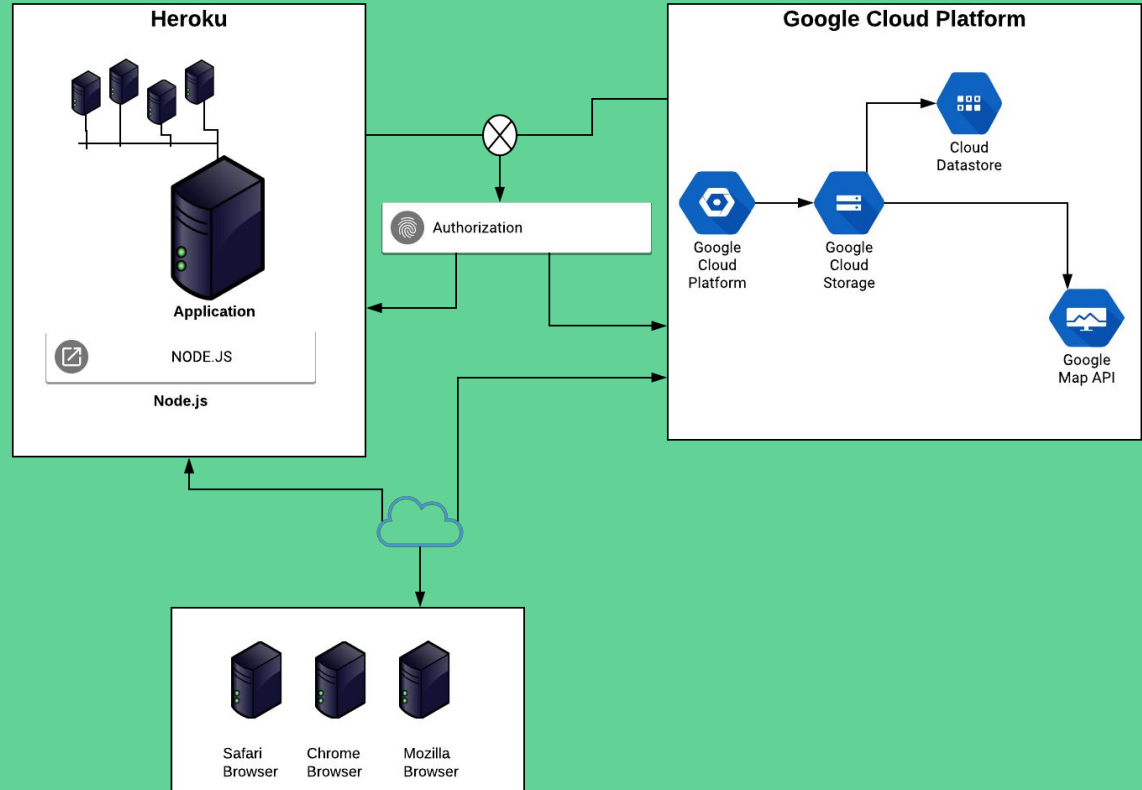 Heroku
Google Cloud Platform
Cloud
Datastore
Authorization
Google
Cloud
Platform
Google
Cloud
Storage
Application
NODE.JS
Node.js
Google
Map API
Safari
Browser
Chrome
Browser
Mozilla
Browser